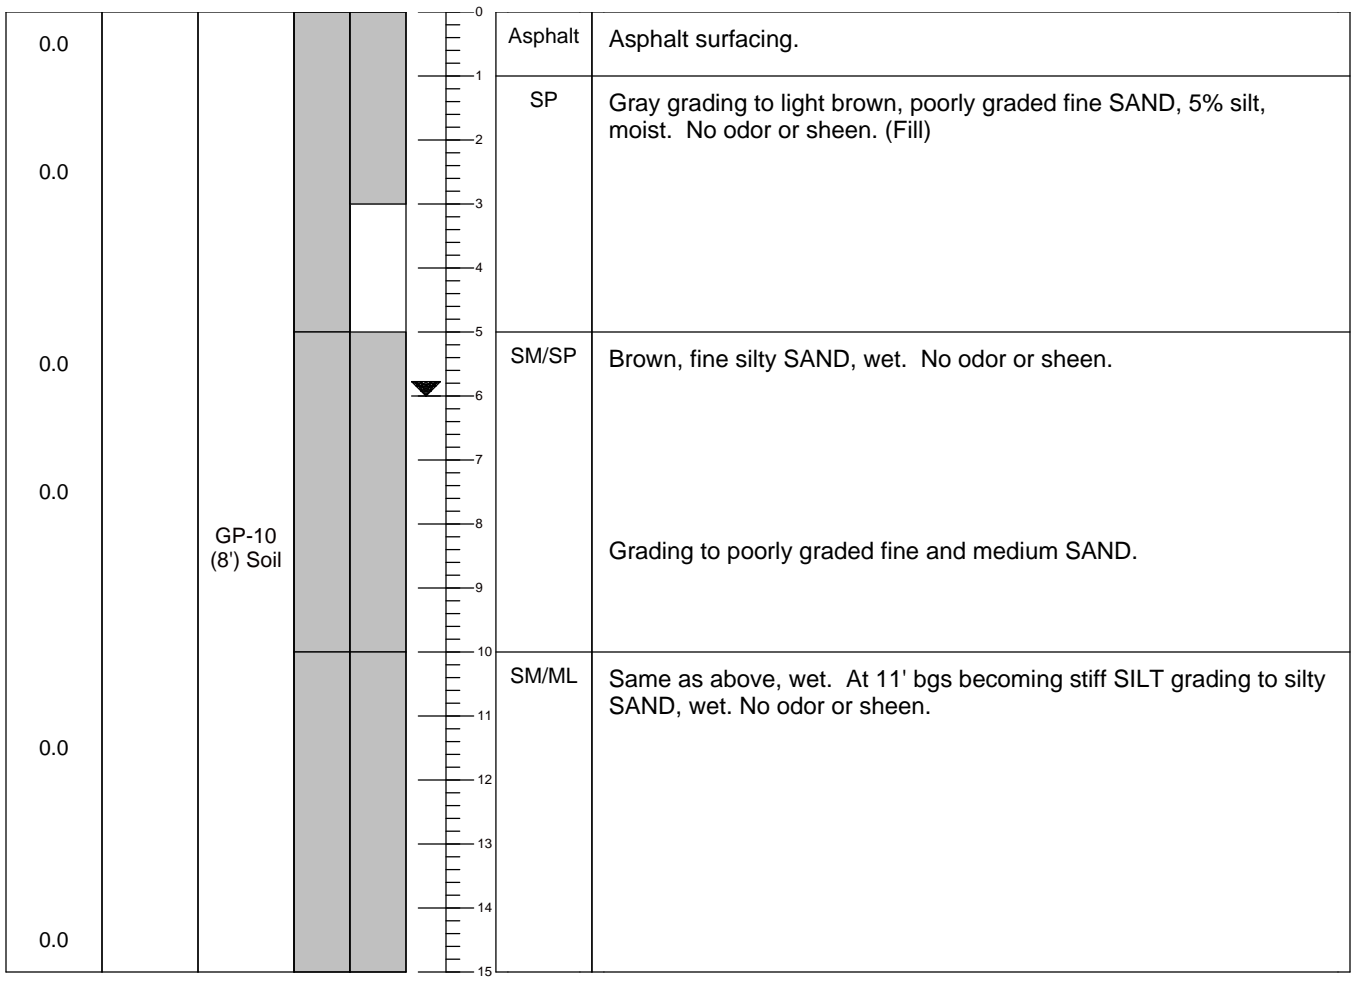 0
0.0
Asphalt
Asphalt surfacing.
1
SP
Gray grading to light brown, poorly graded fine SAND, 5% silt,
moist.  No odor or sheen. (Fill)
2
0.0
3
4
5
0.0
SM/SP
Brown, fine silty SAND, wet.  No odor or sheen.
6
7
0.0
8
GP-10
(8') Soil
Grading to poorly graded fine and medium SAND.
9
10
SM/ML
Same as above, wet.  At 11' bgs becoming stiff SILT grading to silty
SAND, wet. No odor or sheen.
11
0.0
12
13
14
0.0
15